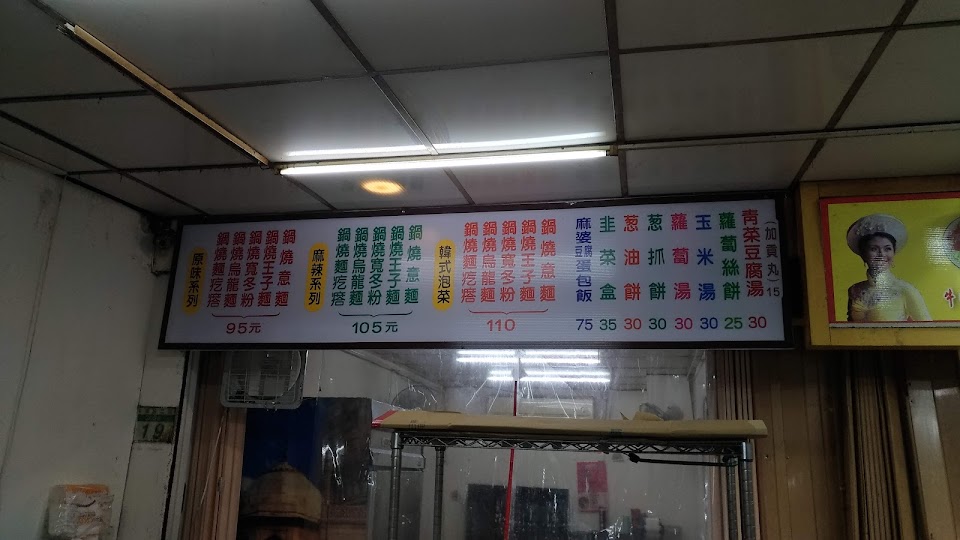 原味系列
鍋燒麵疙瘩
鍋燒烏龍麵
鍋燒寬冬粉
鍋燒王子麵
鍋燒意麵
95元
麻辣系列
鍋燒麵疙瘩
鍋燒烏龍麵
鍋燒寬冬粉
鍋燒王子麵
鍋燒意麵
105元
韓式泡菜
鍋燒麵疙瘩
鍋燒烏龍麵
鍋燒寬冬粉
鍋燒王子麵
鍋燒意麵
110
麻婆豆腐蛋包飯 75
韭菜盒 35
葱油餅 30
葱抓餅 30
蘿蔔湯 30
玉米湯 30
蘿蔔絲餅 25
青菜豆腐湯 30
(加貢丸)15
牛
19